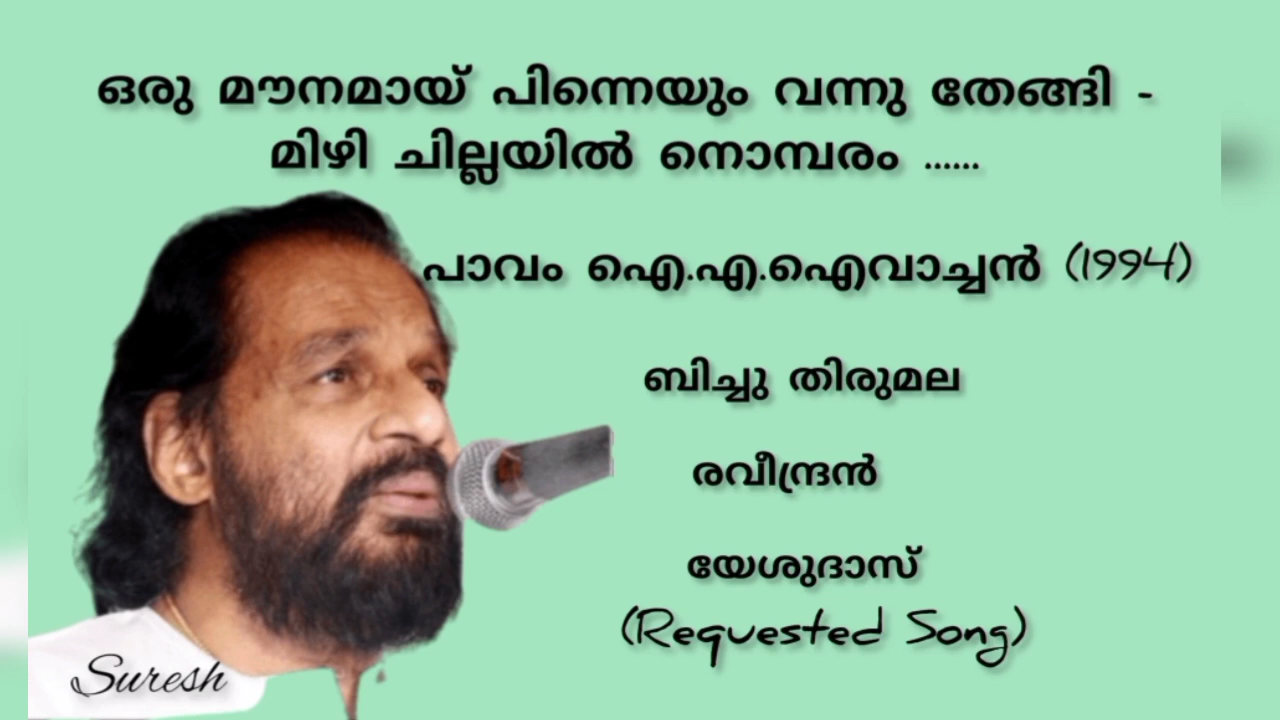 ഒരു മൗനമായ് പിന്നെയും വന്നു തേങ്ങി -
മിഴി ചില്ലയിൽ നൊമ്പരം ......
പാവം ഐ.എ.ഐവാച്ചൻ (1994)
ബിച്ചു തിരുമല
രവീന്ദ്രൻ
യേശുദാസ്
(Requested Song)
Suresh